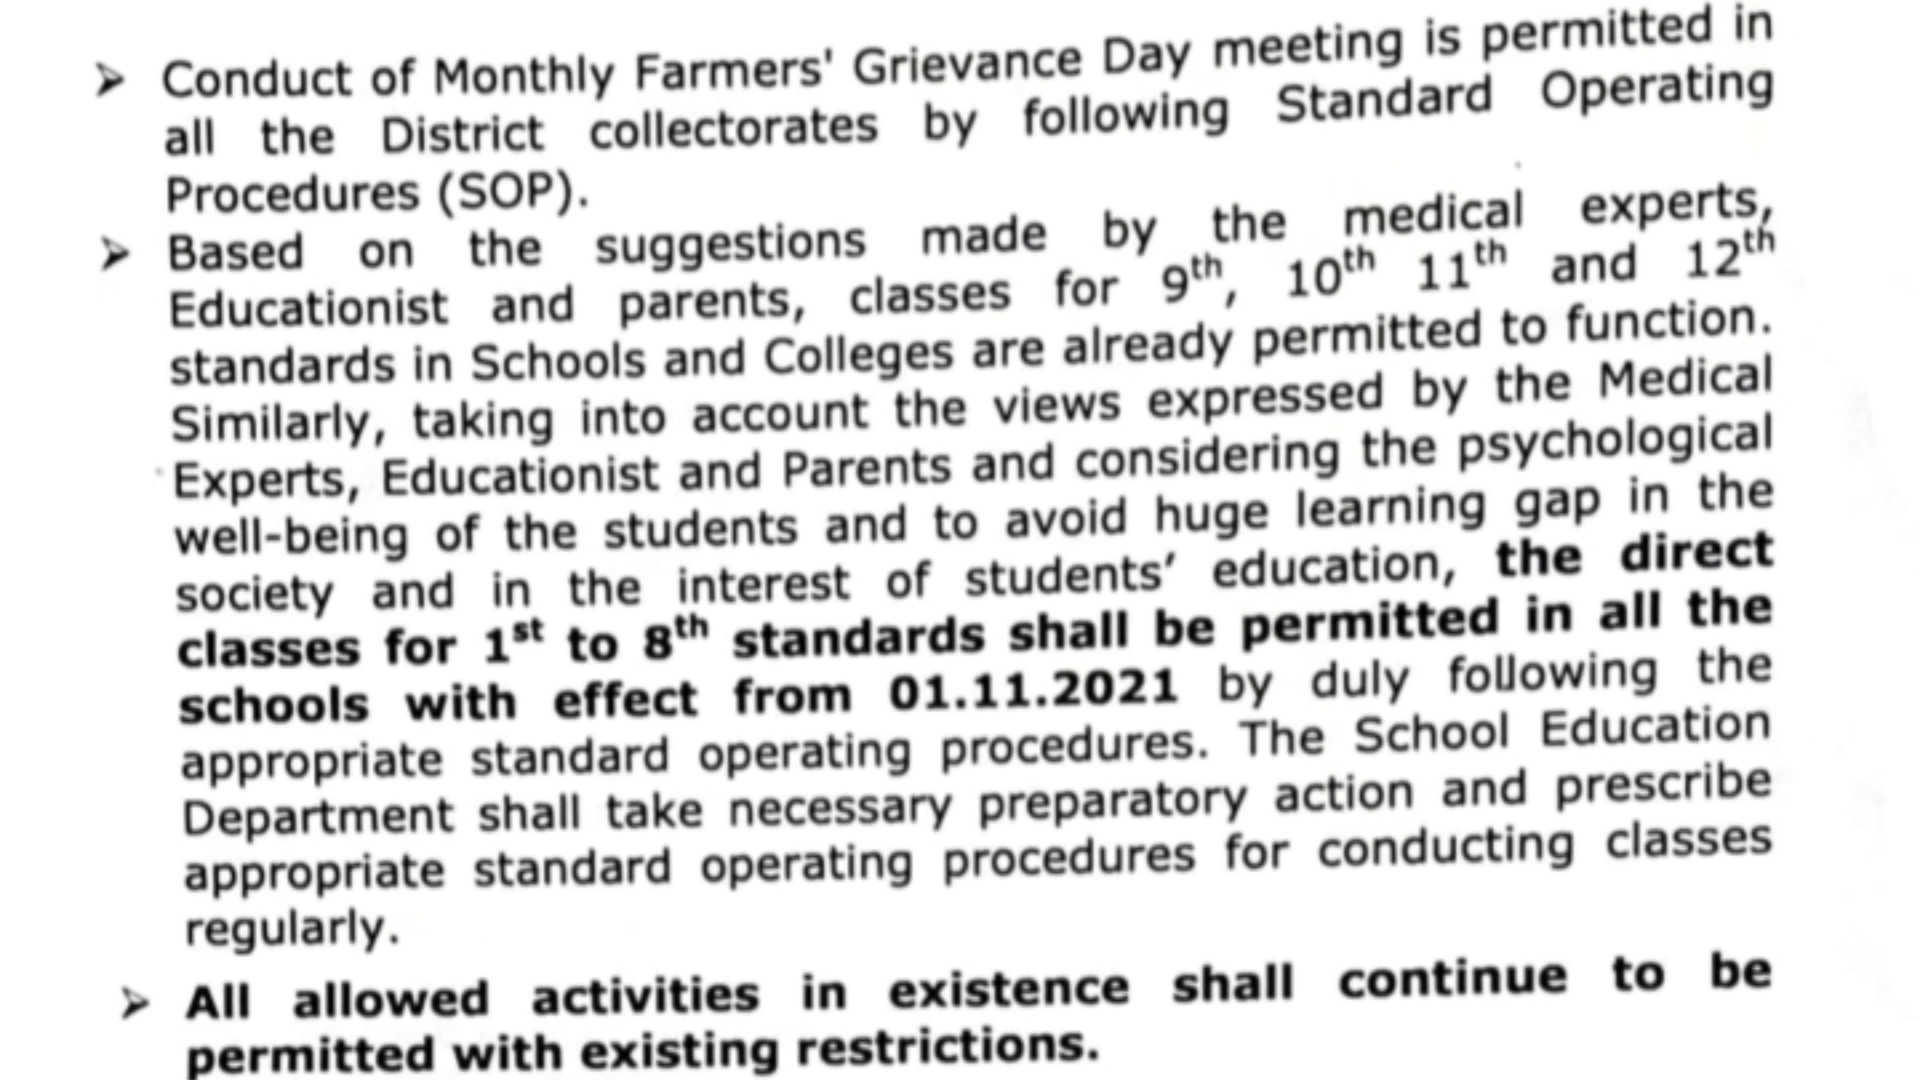 ➢ Conduct of Monthly Farmers' Grievance Day meeting is permitted in
all the District collectorates by following Standard Operating
Procedures (SOP).
➢ Based on the suggestions made by the medical experts,
Educationist and parents, classes for 9th, 10th 11th and 12th
standards in Schools and Colleges are already permitted to function.
Similarly, taking into account the views expressed by the Medical
Experts, Educationist and Parents and considering the psychological
well-being of the students and to avoid huge learning gap in the
society and in the interest of students’ education, the direct
classes for 1st to 8th standards shall be permitted in all the
schools with effect from 01.11.2021 by duly following the
appropriate standard operating procedures. The School Education
Department shall take necessary preparatory action and prescribe
appropriate standard operating procedures for conducting classes
regularly.
➢ All allowed activities in existence shall continue to be
permitted with existing restrictions.